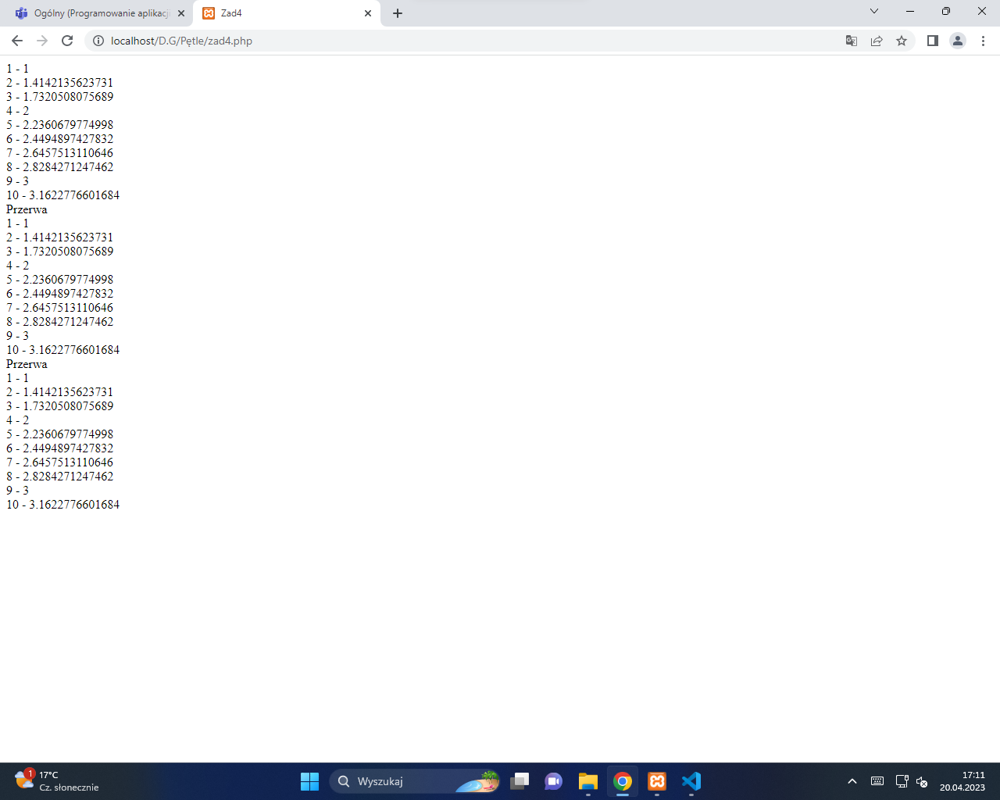 Ogólny (Programowanie aplikacji
Zad4
localhost/D.G/Pętle/zad4.php
1 - 1
2 - 1.4142135623731
3 - 1.7320508075689
4 - 2
5 - 2.2360679774998
6 - 2.4494897427832
7 - 2.6457513110646
8 - 2.8284271247462
9 - 3
10 - 3.1622776601684
Przerwa
1 - 1
2 - 1.4142135623731
3 - 1.7320508075689
4 - 2
5 - 2.2360679774998
6 - 2.4494897427832
7 - 2.6457513110646
8 - 2.8284271247462
9 - 3
10 - 3.1622776601684
Przerwa
1 - 1
2 - 1.4142135623731
3 - 1.7320508075689
4 - 2
5 - 2.2360679774998
6 - 2.4494897427832
7 - 2.6457513110646
8 - 2.8284271247462
9 - 3
10 - 3.1622776601684
1
17°C
Cz. słonecznie
Wyszukaj
17:11
20.04.2023